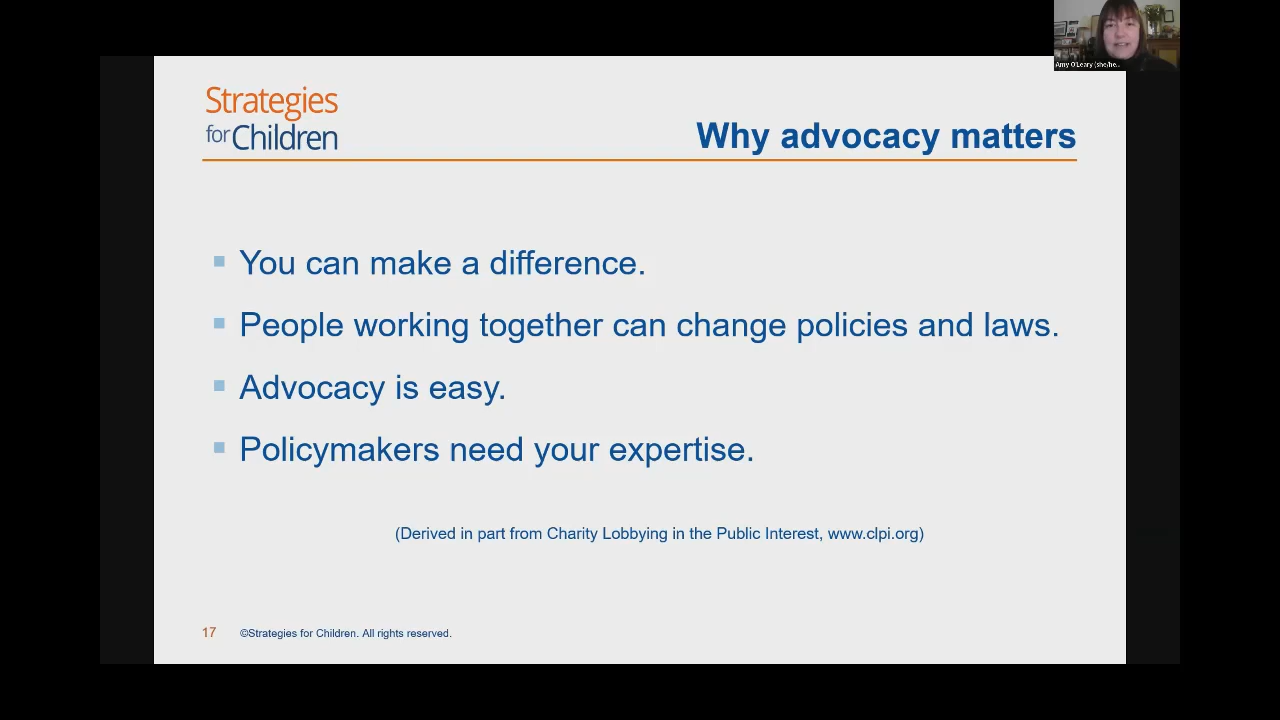 Amy O'Leary (she/he...
Strategies
for Children
Why advocacy matters
You can make a difference.
People working together can change policies and laws.
Advocacy is easy.
Policymakers need your expertise.
(Derived in part from Charity Lobbying in the Public Interest, www.clpi.org)
17 ©Strategies for Children. All rights reserved.